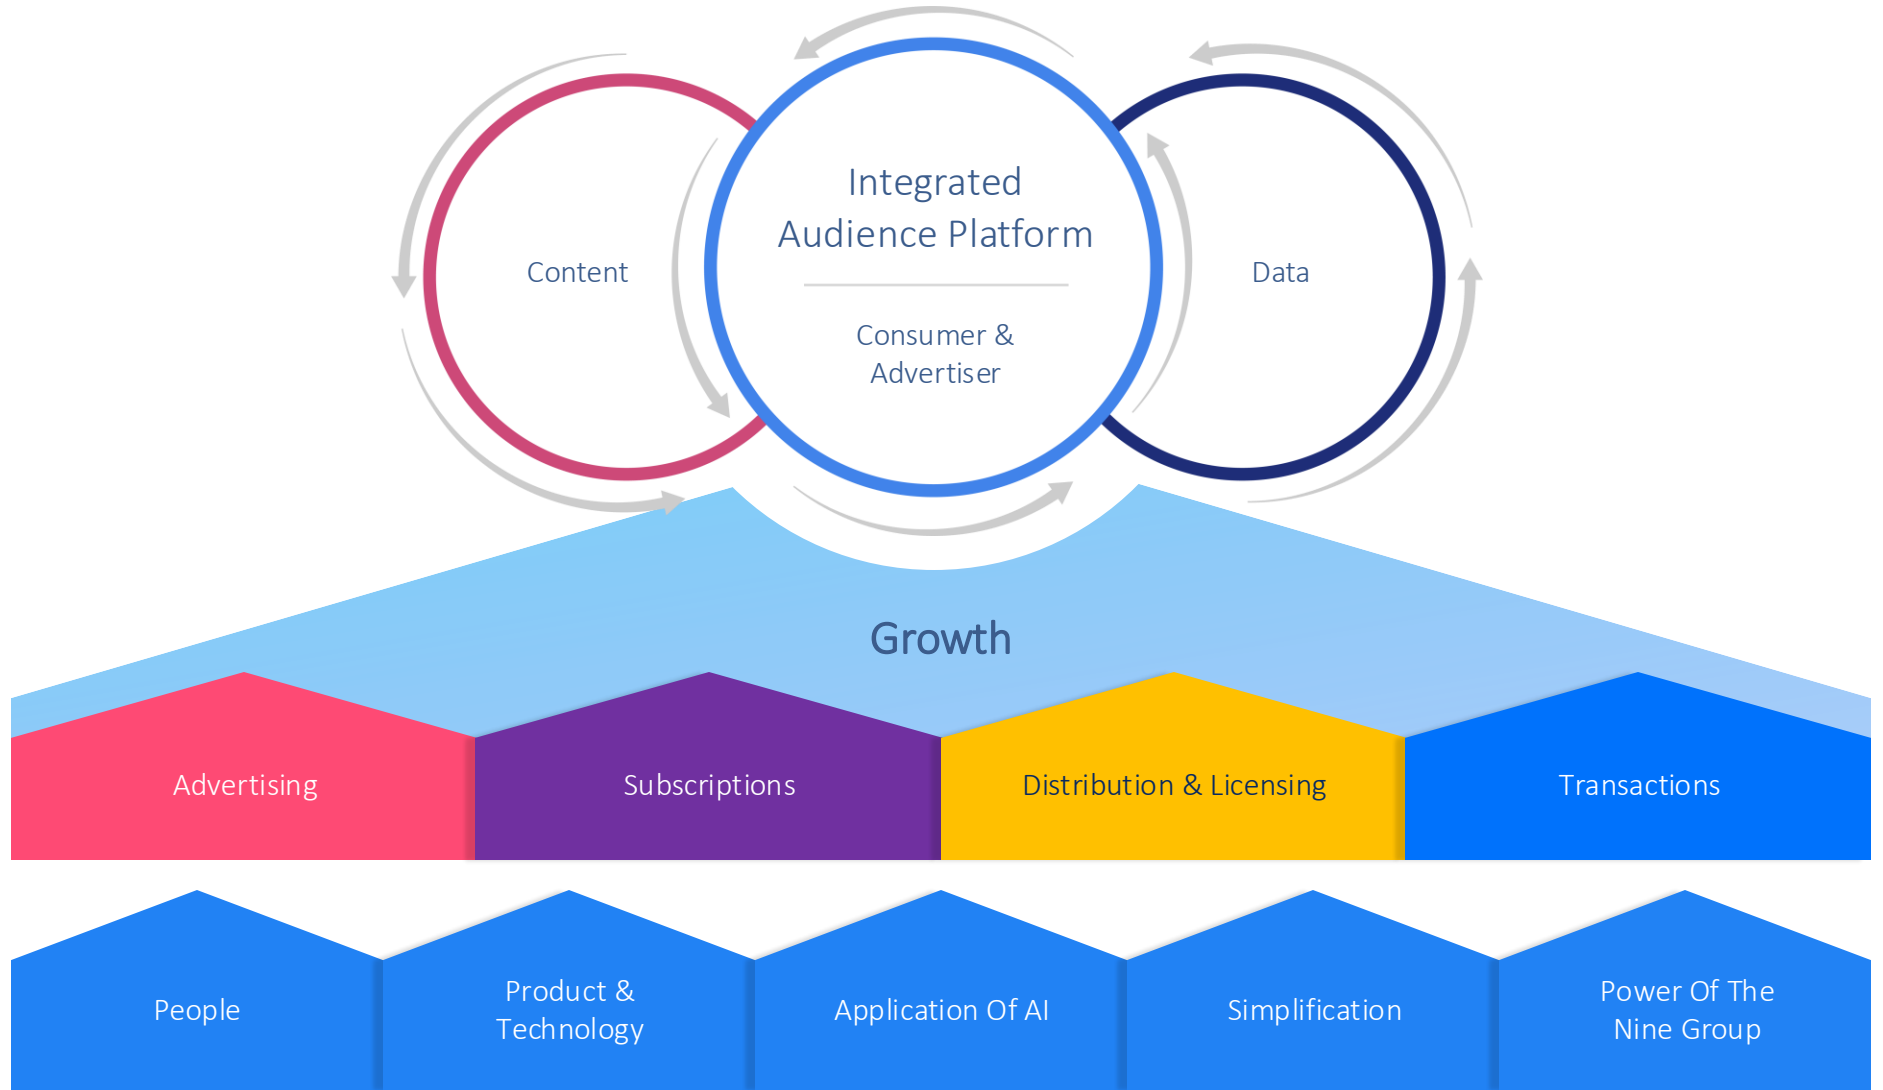 Integrated
Audience Platform
Content
Data
Consumer &
Advertiser
Growth
Advertising
Subscriptions
Distribution & Licensing
Transactions
People
Product &
Technology
Application Of AI
Simplification
Power Of The
Nine Group